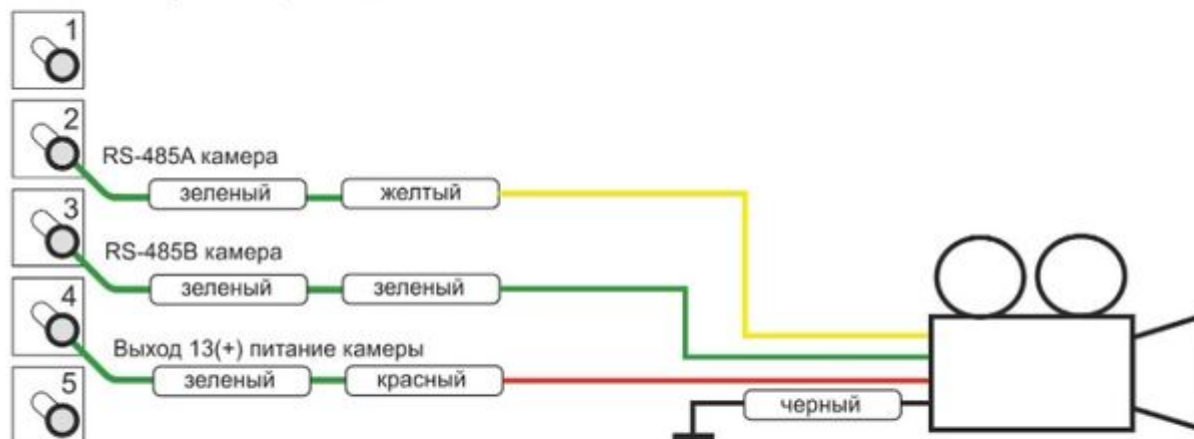 1
2
RS-485A камера
зеленый желтый
3
RS-485B камера
зеленый зеленый
4
Выход 13(+) питание камеры
зеленый красный
5
черный